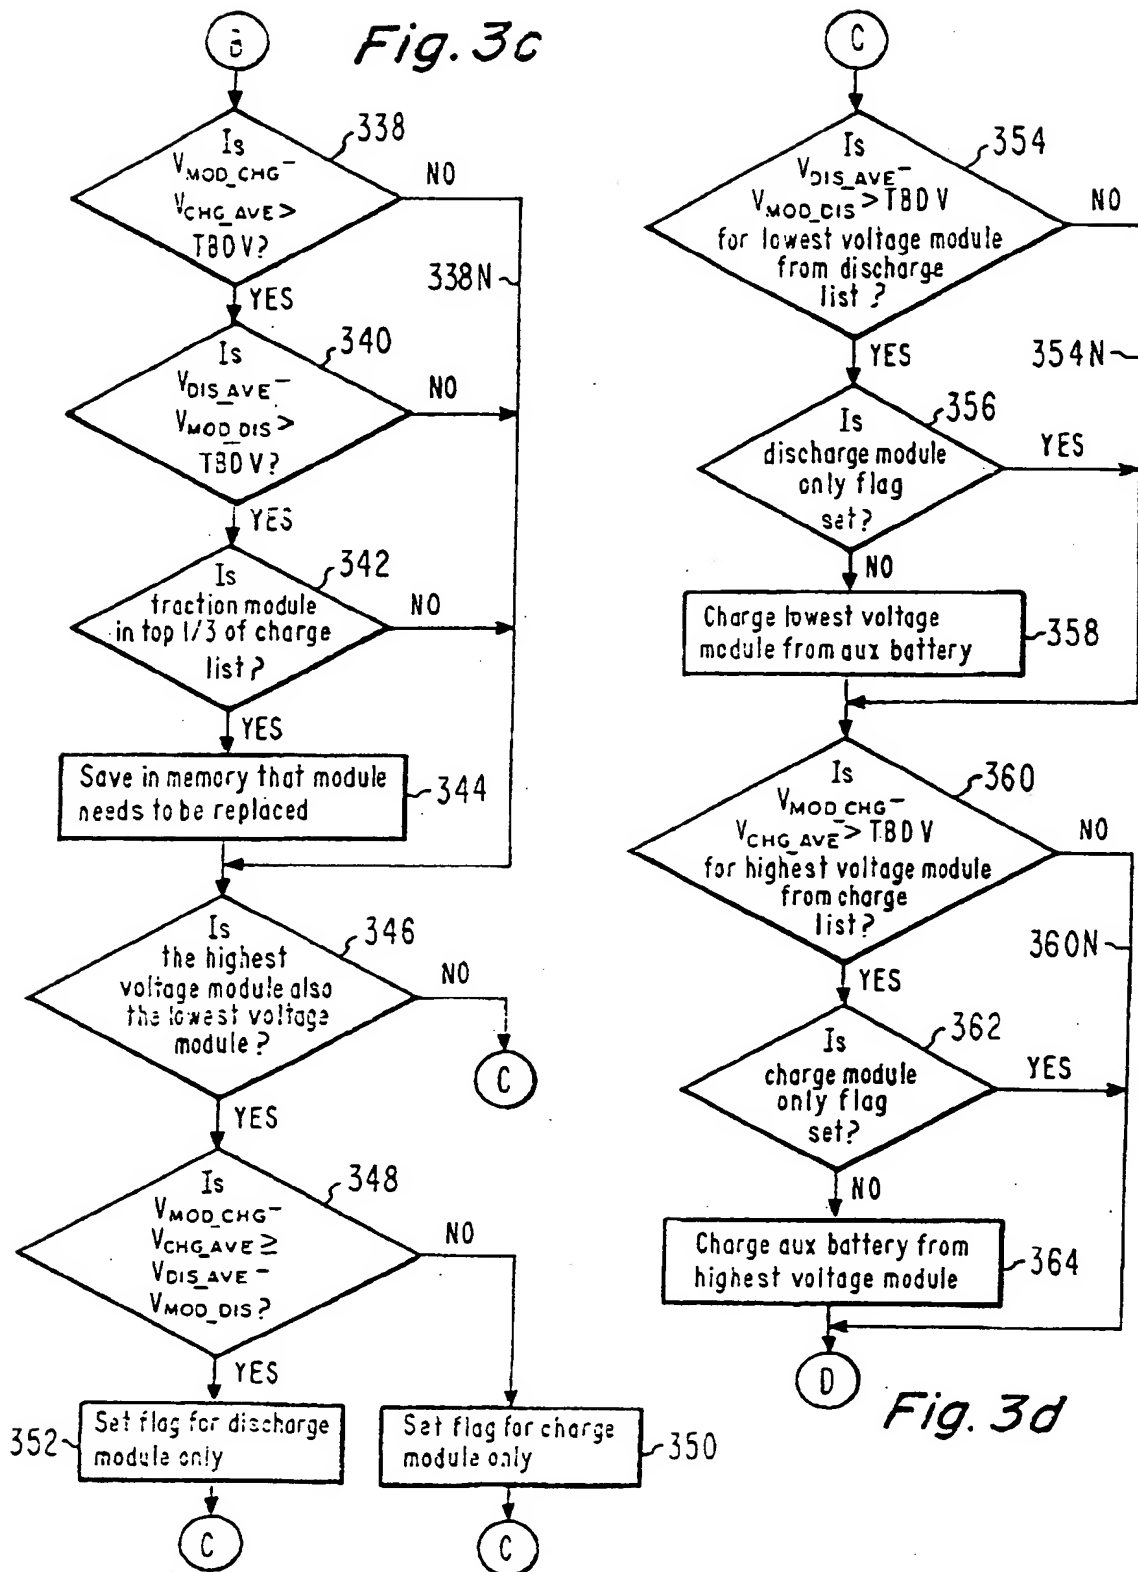 B
Fig. 3c
338
Is
V_MOD_CHG-
V_CHG_AVE>
TBD V?
NO
338N
YES
340
Is
V_DIS_AVE-
V_MOD_DIS>
TBD V?
NO
YES
342
Is
traction module
in top 1/3 of charge
list?
NO
YES
Save in memory that module
needs to be replaced
344
346
Is
the highest
voltage module also
the lowest voltage
module?
NO
C
YES
348
Is
V_MOD_CHG-
V_CHG_AVE≥
V_DIS_AVE-
V_MOD_DIS?
NO
YES
352
Set flag for discharge
module only
Set flag for charge
module only
350
C
C
C
354
Is
V_DIS_AVE-
V_MOD_DIS>TBD V
for lowest voltage module
from discharge
list?
NO
354N
YES
356
Is
discharge module
only flag
set?
YES
NO
Charge lowest voltage
module from aux battery
358
360
Is
V_MOD_CHG-
V_CHG_AVE>TBD V
for highest voltage module
from charge
list?
NO
360N
YES
362
Is
charge module
only flag
set?
YES
NO
Charge aux battery from
highest voltage module
364
D
Fig. 3d